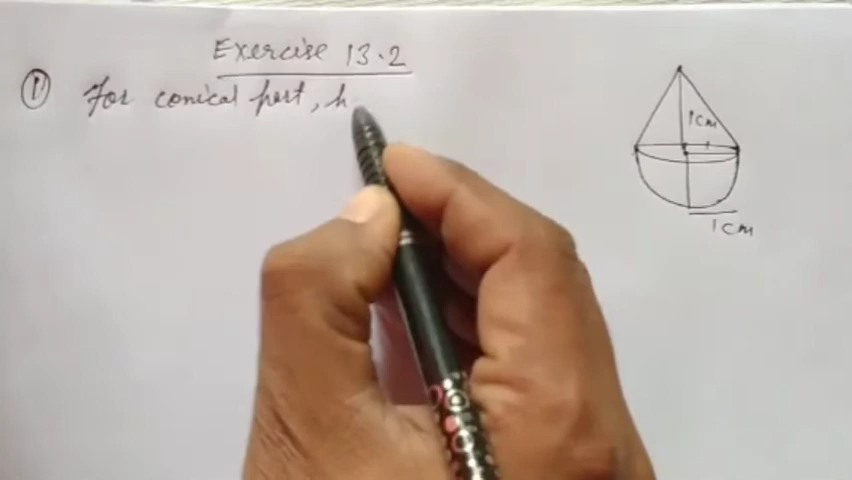 Exercise 13.2
(1) For conical part, h
1cm
1cm